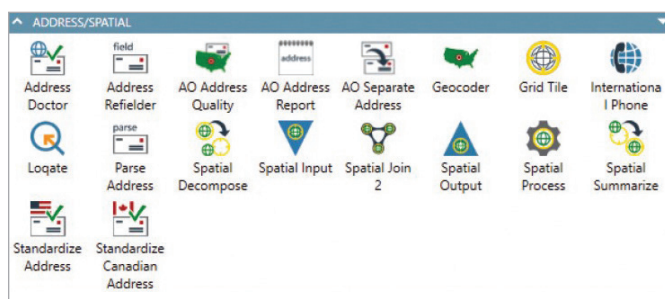 ADDRESS/SPATIAL
field
address
Address Doctor
Address Refielder
AO Address Quality
AO Address Report
AO Separate Address
Geocoder
Grid Tile
International Phone
parse
Loqate
Parse Address
Spatial Decompose
Spatial Input
Spatial Join 2
Spatial Output
Spatial Process
Spatial Summarize
Standardize Address
Standardize Canadian Address